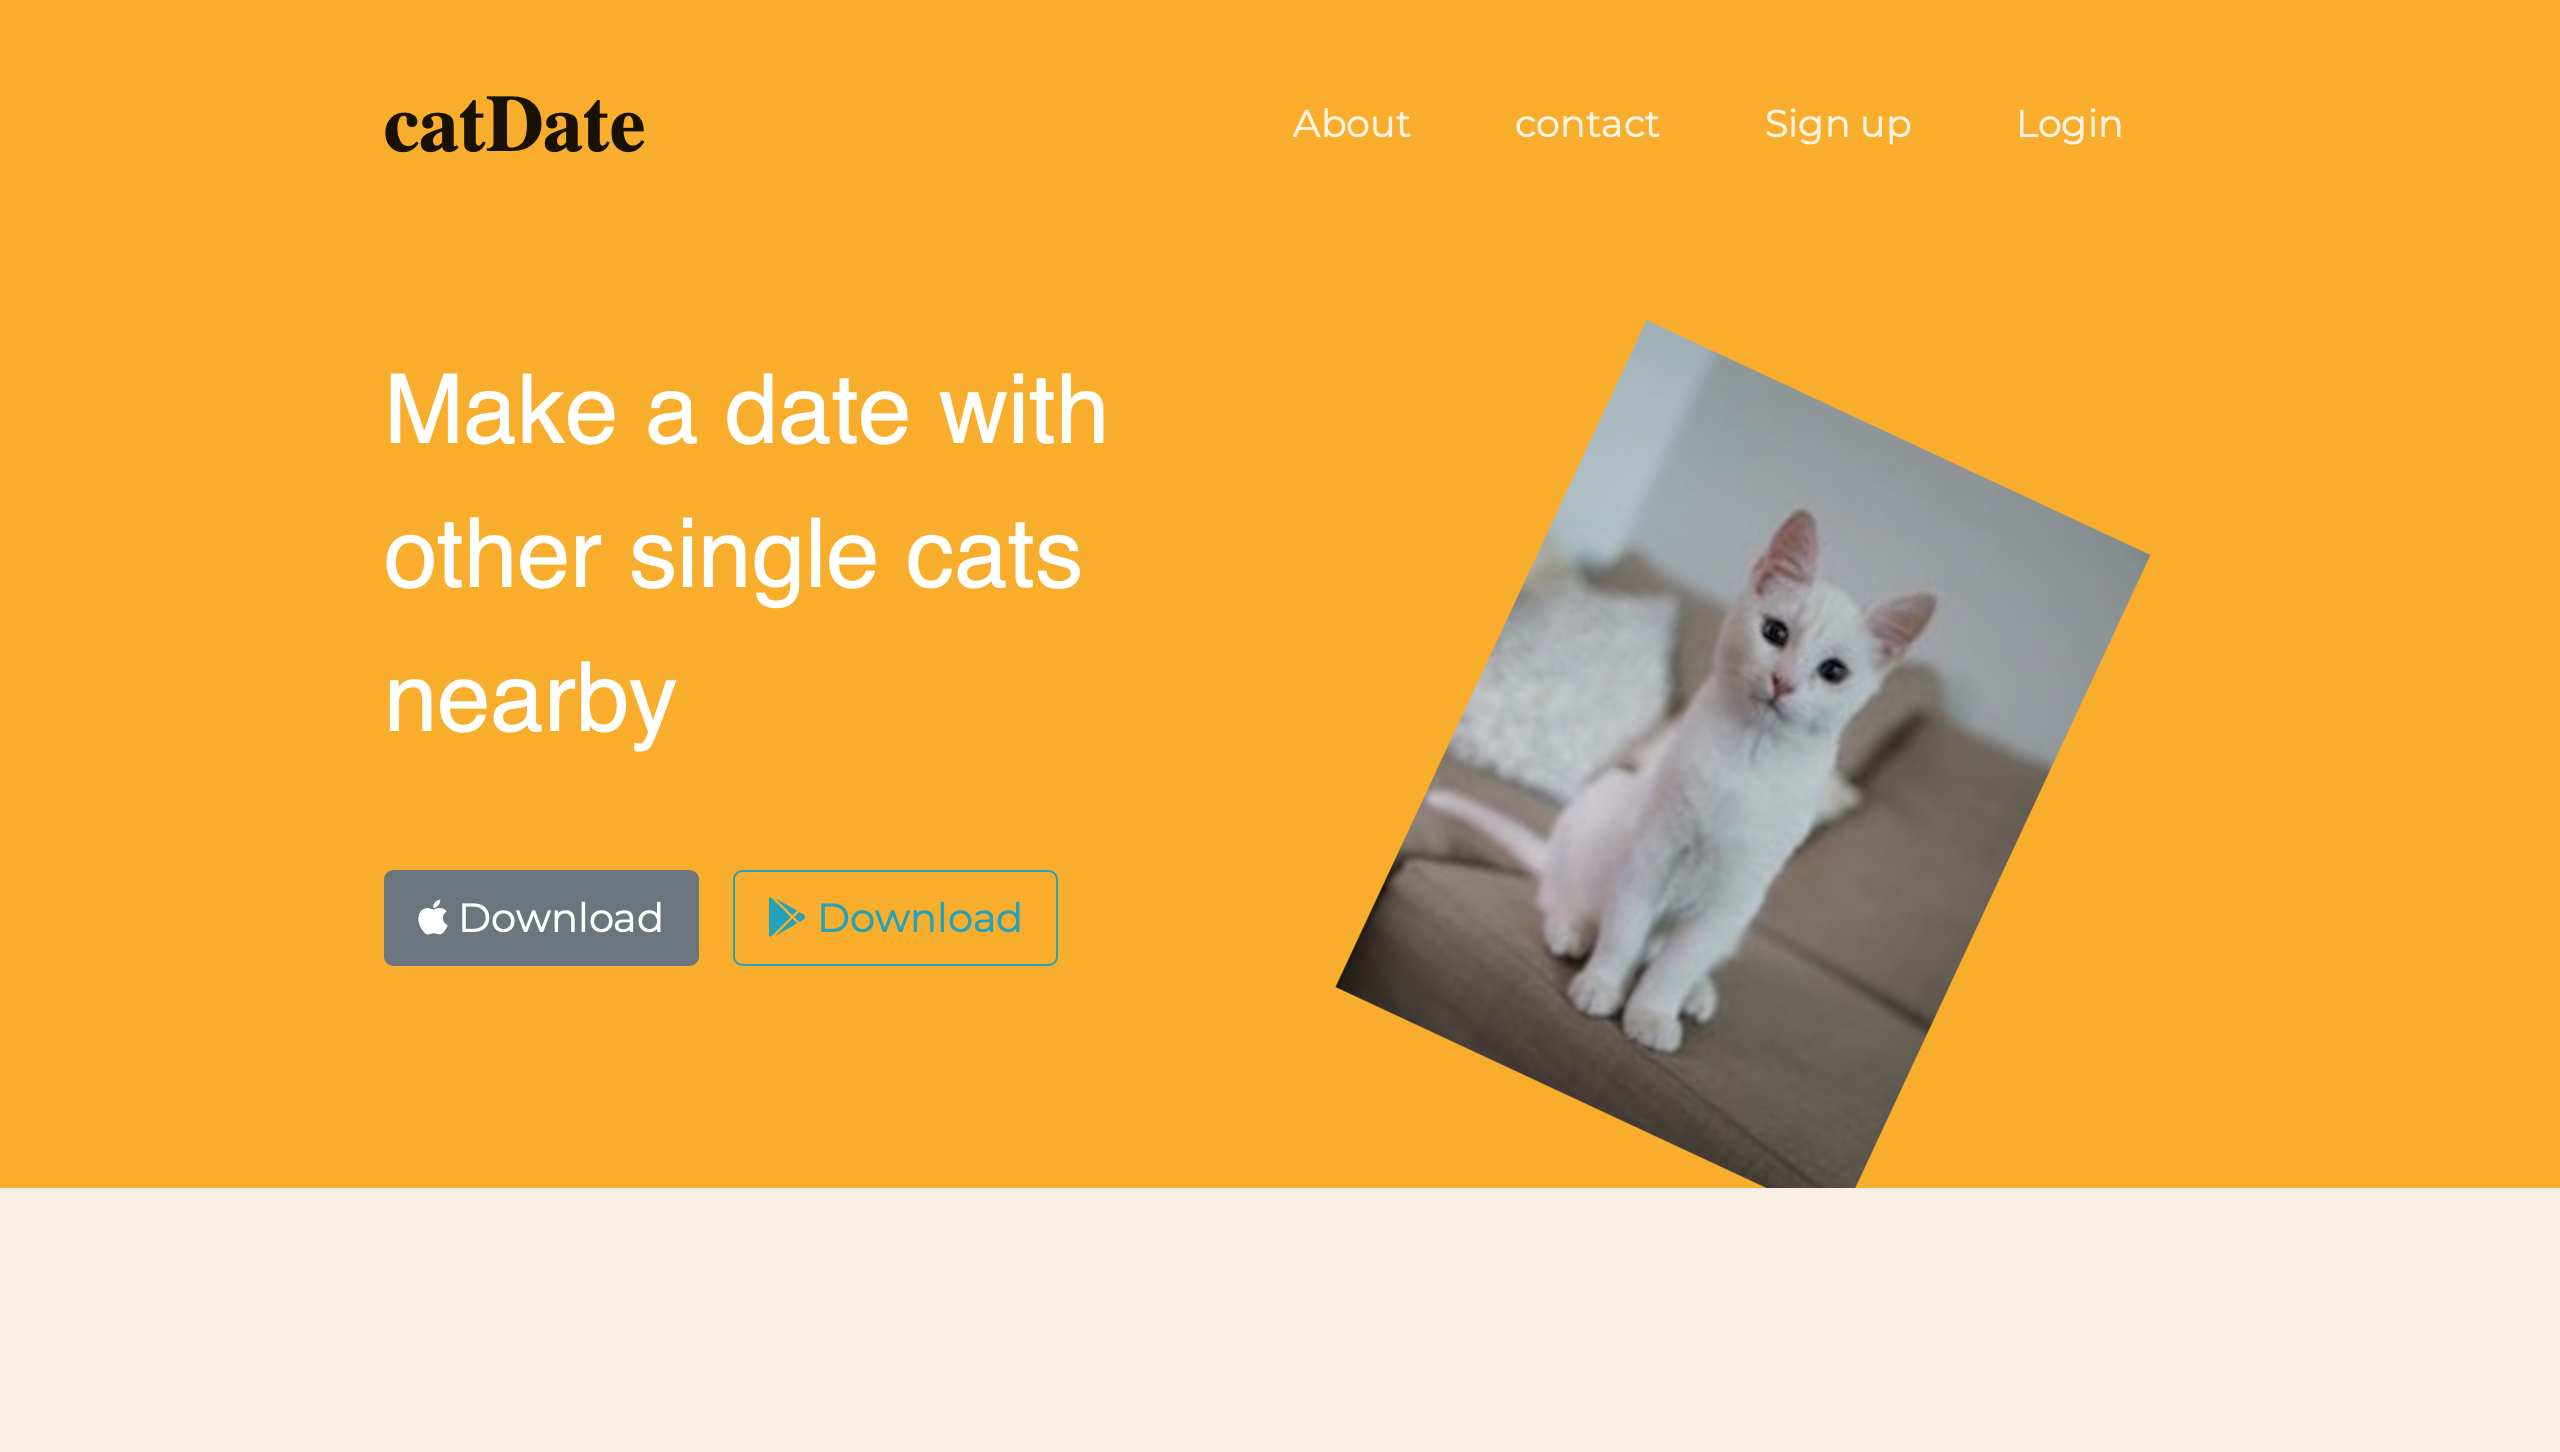 catDate
About contact Sign up Login
Make a date with
other single cats
nearby
Download Download